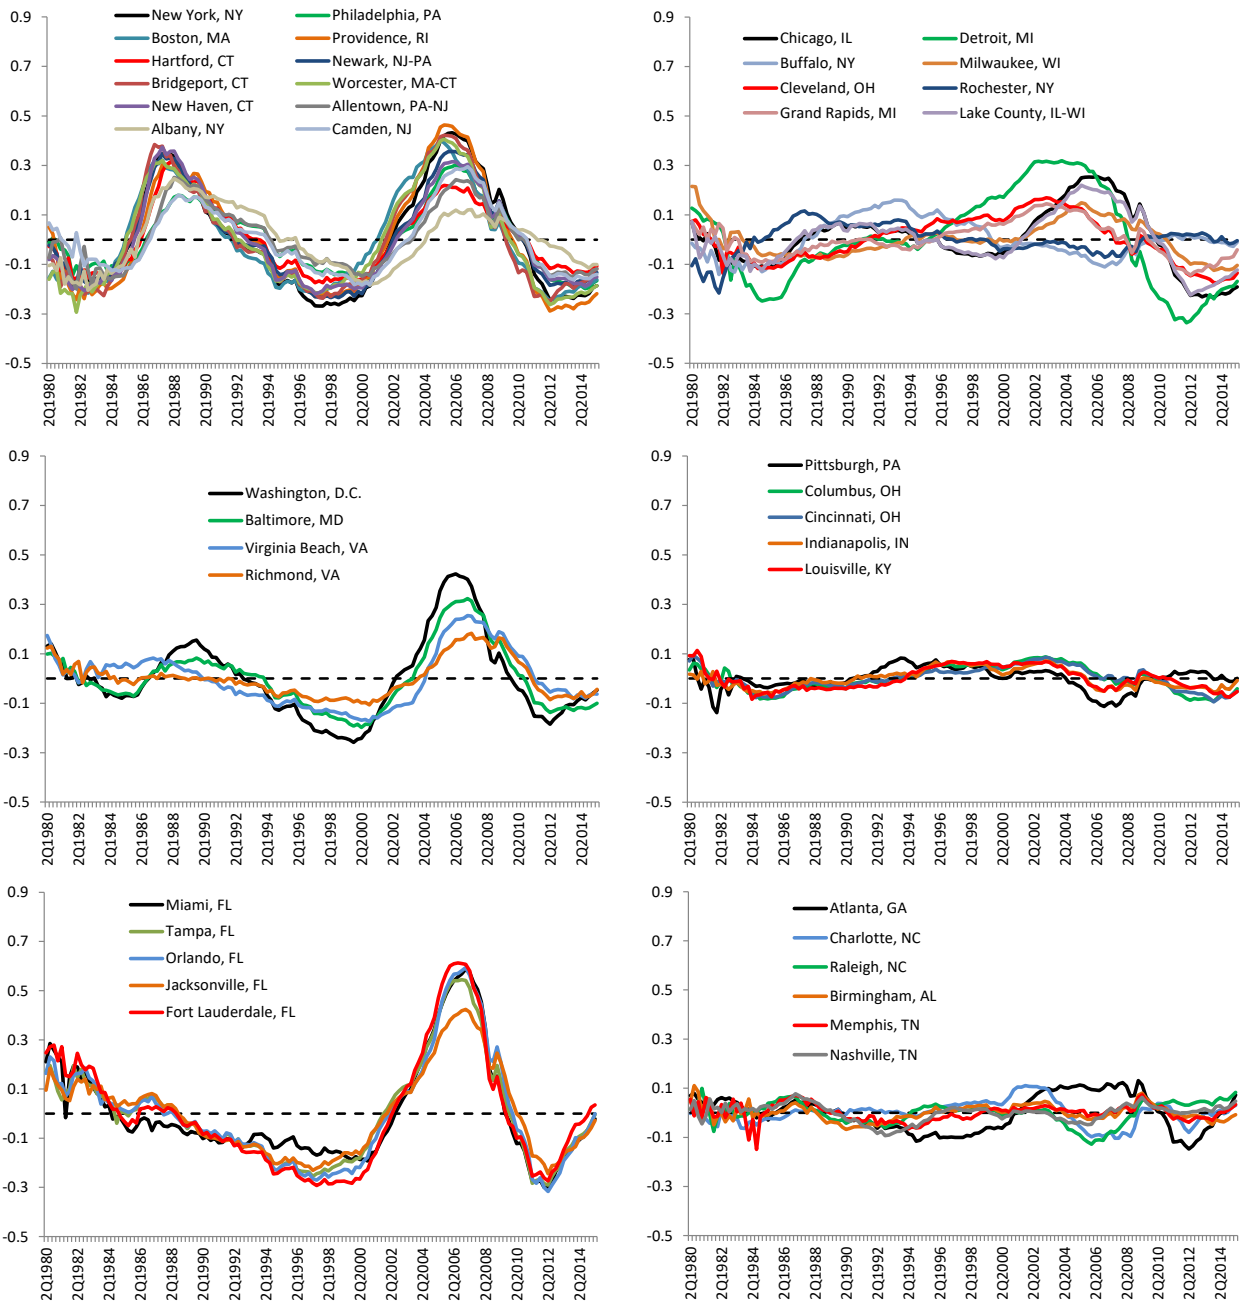 0.9
0.7
0.5
0.3
0.1
-0.1
-0.3
-0.5
New York, NY Philadelphia, PA
Boston, MA Providence, RI
Hartford, CT Newark, NJ-PA
Bridgeport, CT Worcester, MA-CT
New Haven, CT Allentown, PA-NJ
Albany, NY Camden, NJ
2Q1980 2Q1982 2Q1984 2Q1986 2Q1988 2Q1990 2Q1992 2Q1994 2Q1996 2Q1998 2Q2000 2Q2002 2Q2004 2Q2006 2Q2008 2Q2010 2Q2012 2Q2014
0.9
0.7
0.5
0.3
0.1
-0.1
-0.3
-0.5
Chicago, IL Detroit, MI
Buffalo, NY Milwaukee, WI
Cleveland, OH Rochester, NY
Grand Rapids, MI Lake County, IL-WI
2Q1980 2Q1982 2Q1984 2Q1986 2Q1988 2Q1990 2Q1992 2Q1994 2Q1996 2Q1998 2Q2000 2Q2002 2Q2004 2Q2006 2Q2008 2Q2010 2Q2012 2Q2014
0.9
0.7
0.5
0.3
0.1
-0.1
-0.3
-0.5
Washington, D.C.
Baltimore, MD
Virginia Beach, VA
Richmond, VA
2Q1980 2Q1982 2Q1984 2Q1986 2Q1988 2Q1990 2Q1992 2Q1994 2Q1996 2Q1998 2Q2000 2Q2002 2Q2004 2Q2006 2Q2008 2Q2010 2Q2012 2Q2014
0.9
0.7
0.5
0.3
0.1
-0.1
-0.3
-0.5
Pittsburgh, PA
Columbus, OH
Cincinnati, OH
Indianapolis, IN
Louisville, KY
2Q1980 2Q1982 2Q1984 2Q1986 2Q1988 2Q1990 2Q1992 2Q1994 2Q1996 2Q1998 2Q2000 2Q2002 2Q2004 2Q2006 2Q2008 2Q2010 2Q2012 2Q2014
0.9
0.7
0.5
0.3
0.1
-0.1
-0.3
-0.5
Miami, FL
Tampa, FL
Orlando, FL
Jacksonville, FL
Fort Lauderdale, FL
2Q1980 2Q1982 2Q1984 2Q1986 2Q1988 2Q1990 2Q1992 2Q1994 2Q1996 2Q1998 2Q2000 2Q2002 2Q2004 2Q2006 2Q2008 2Q2010 2Q2012 2Q2014
0.9
0.7
0.5
0.3
0.1
-0.1
-0.3
-0.5
Atlanta, GA
Charlotte, NC
Raleigh, NC
Birmingham, AL
Memphis, TN
Nashville, TN
2Q1980 2Q1982 2Q1984 2Q1986 2Q1988 2Q1990 2Q1992 2Q1994 2Q1996 2Q1998 2Q2000 2Q2002 2Q2004 2Q2006 2Q2008 2Q2010 2Q2012 2Q2014